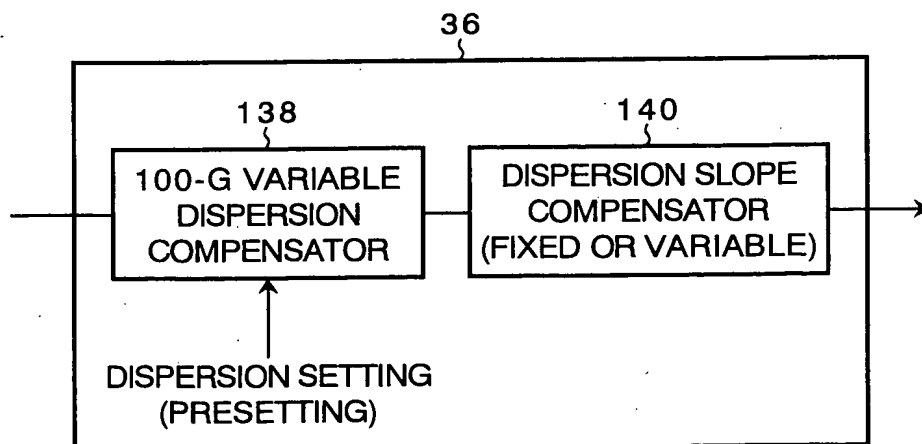 36
138
100-G VARIABLE
DISPERSION
COMPENSATOR
140
DISPERSION SLOPE
COMPENSATOR
(FIXED OR VARIABLE)
DISPERSION SETTING
(PRESETTING)